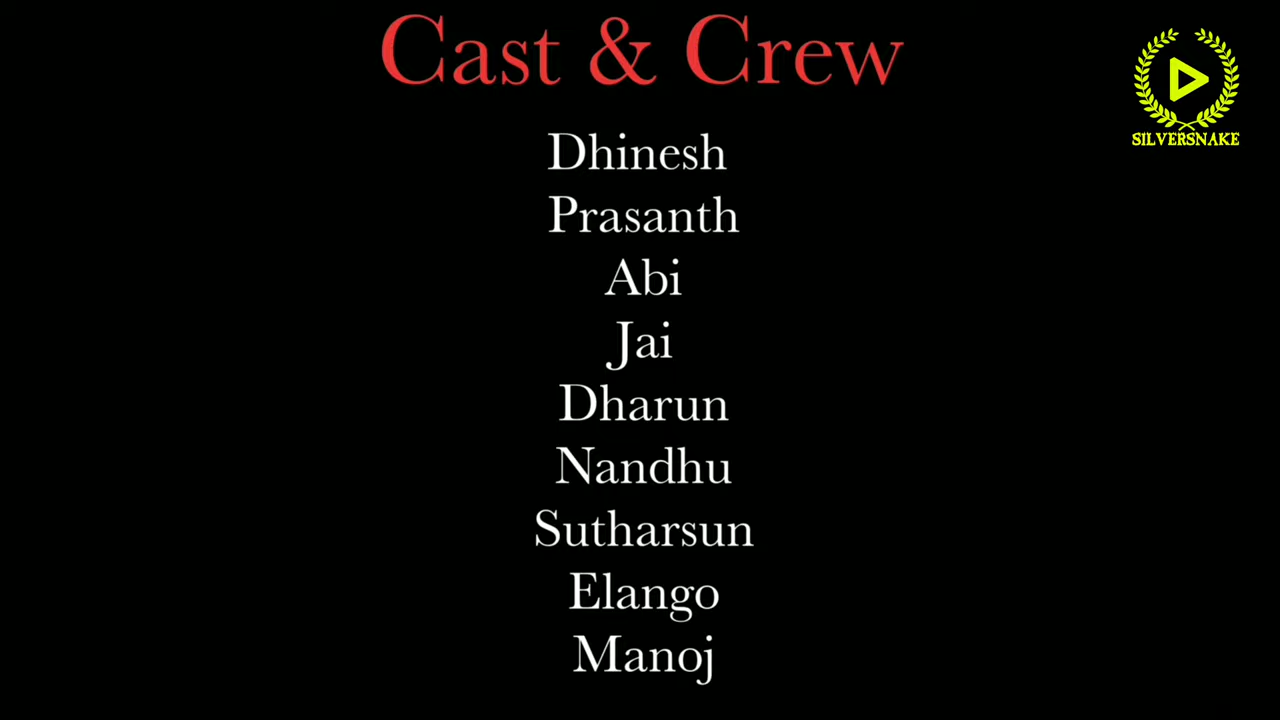 Cast & Crew
SILVERSNAKE
Dhinesh
Prasanth
Abi
Jai
Dharun
Nandhu
Sutharsun
Elango
Manoj